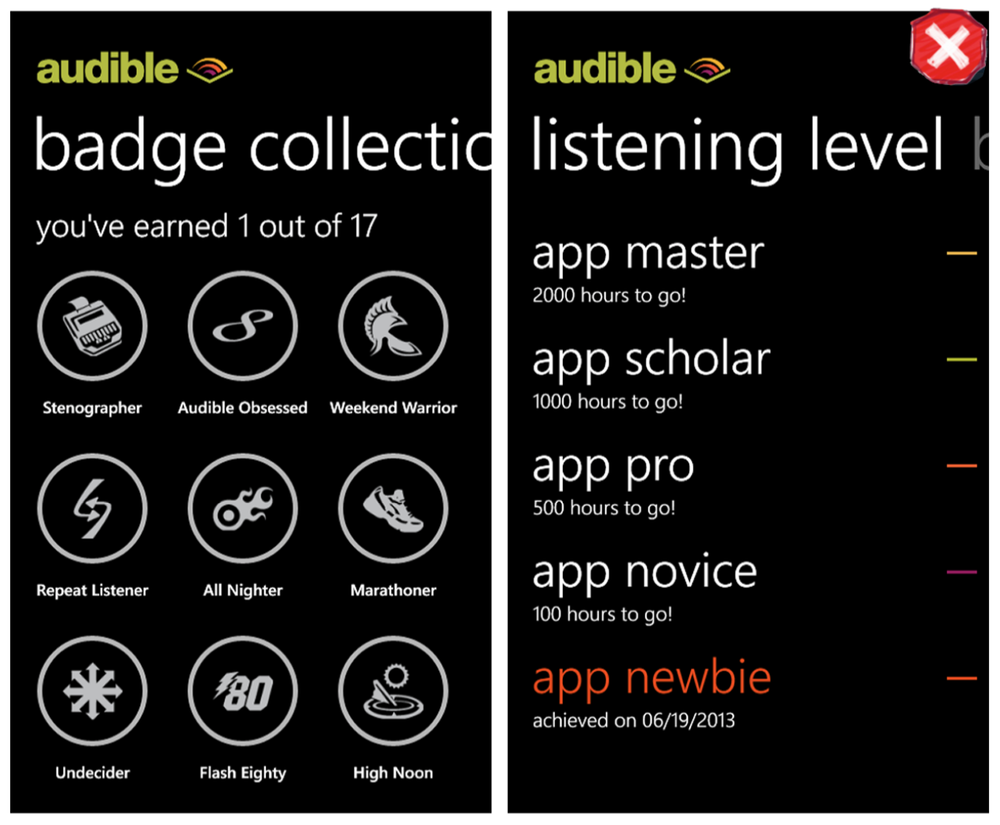 audible
badge collectio
you've earned 1 out of 17
Stenographer
Audible Obsessed
Weekend Warrior
Repeat Listener
All Nighter
Marathoner
Undecider
80
Flash Eighty
High Noon
audible
listening level b
app master
2000 hours to go!
app scholar
1000 hours to go!
app pro
500 hours to go!
app novice
100 hours to go!
app newbie
achieved on 06/19/2013